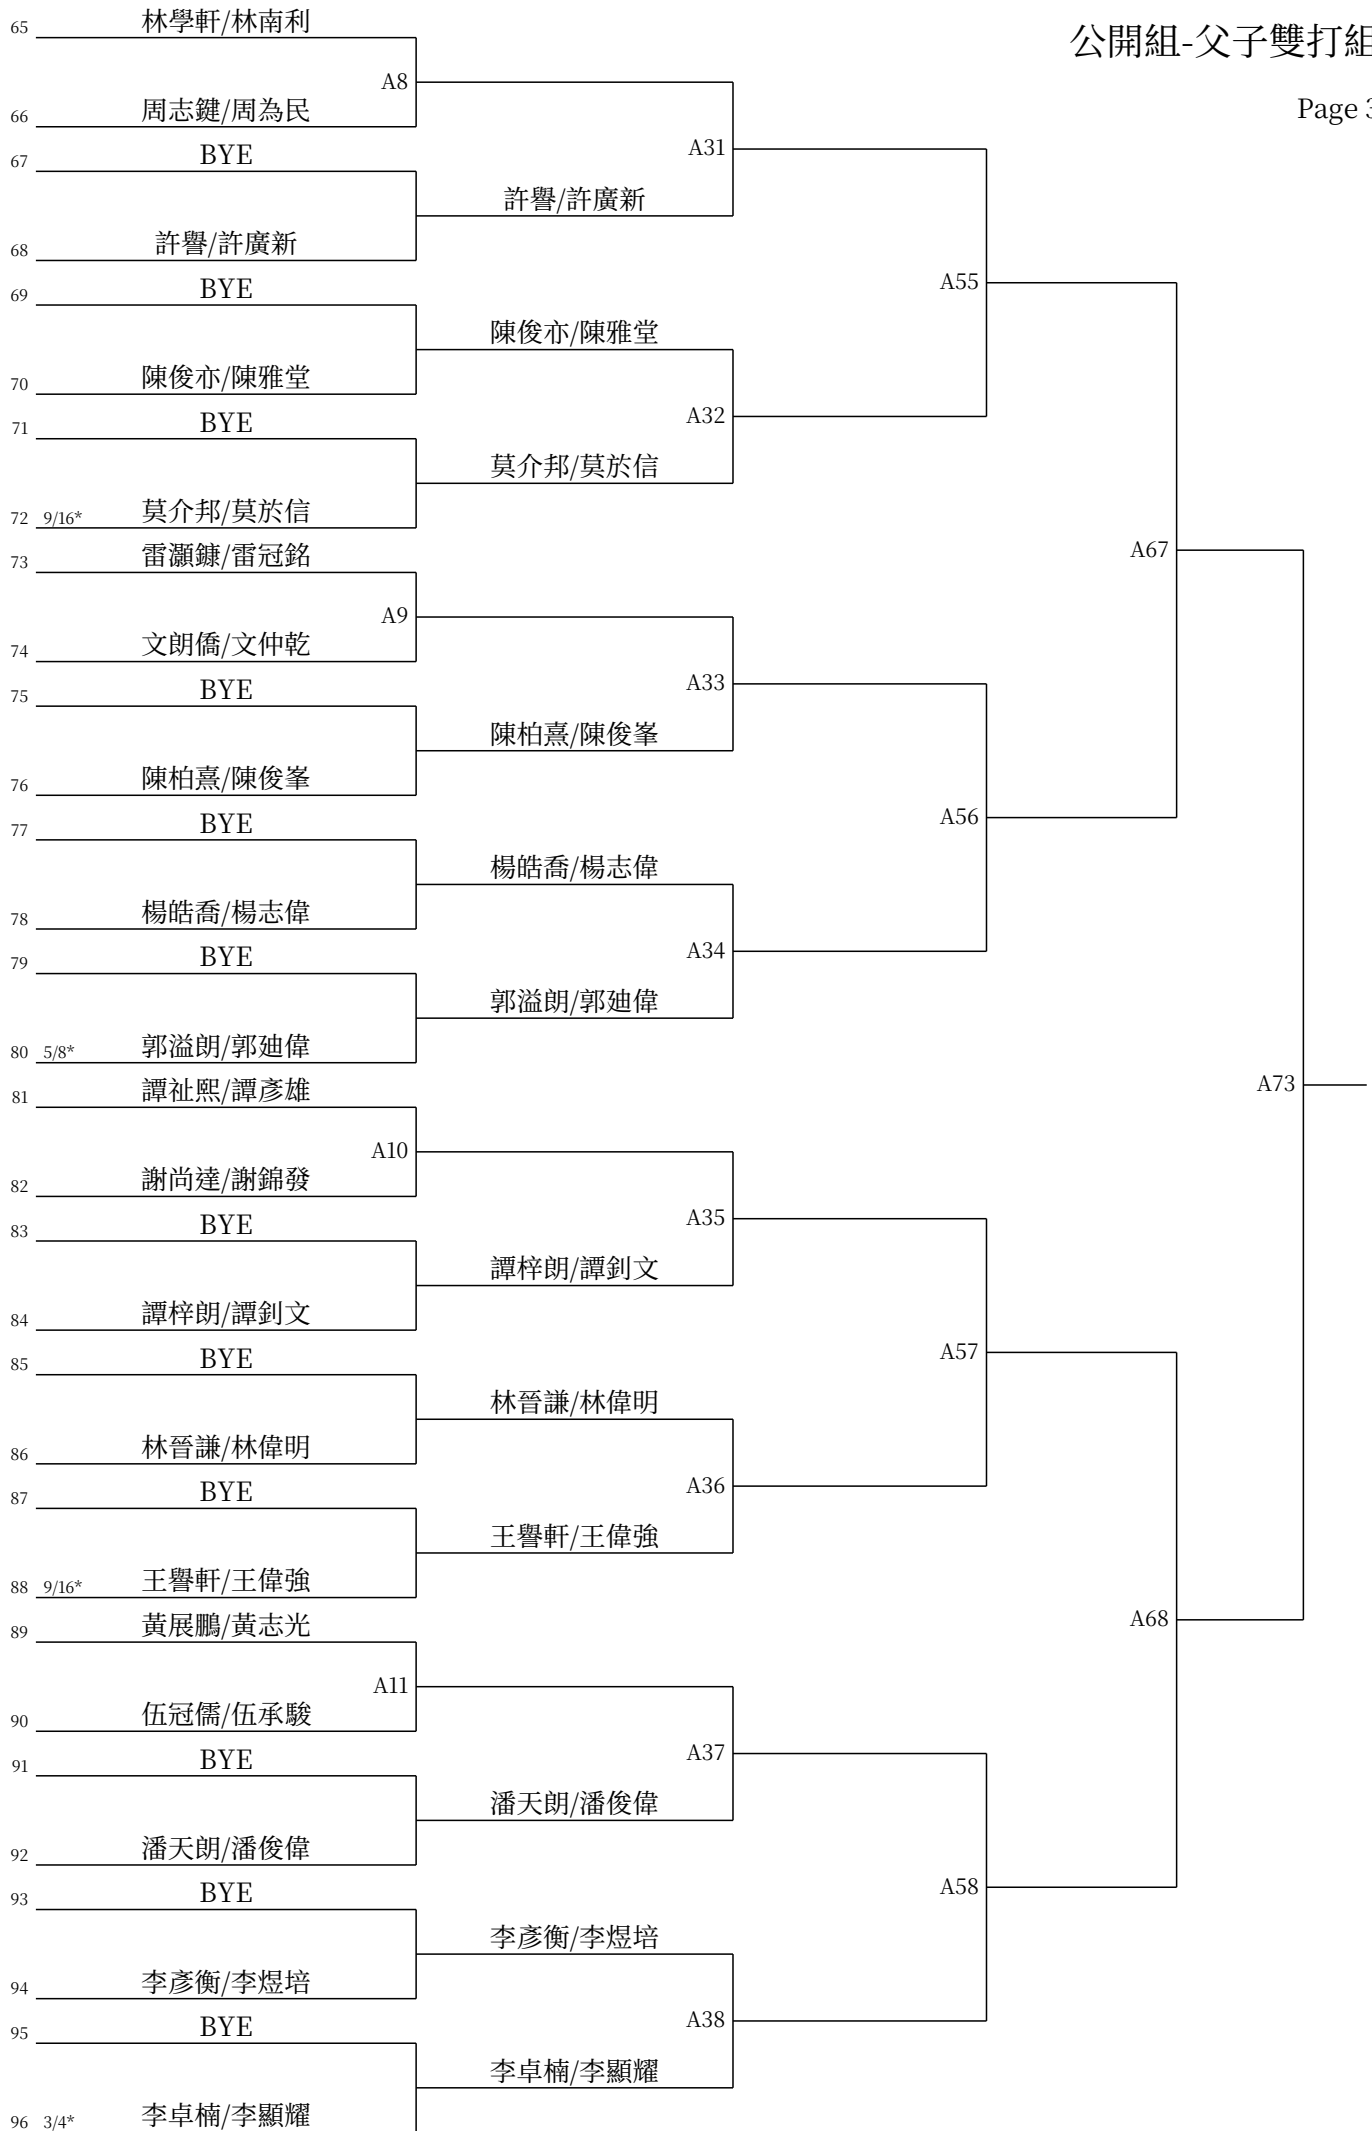 公開組-父子雙打組
Page 3
65 林學軒/林南利
A8
66 周志鍵/周為民
67 BYE
A31
許譽/許廣新
68 許譽/許廣新
69 BYE
A55
陳俊亦/陳雅堂
70 陳俊亦/陳雅堂
71 BYE
A32
莫介邦/莫於信
72 9/16* 莫介邦/莫於信
73 雷灝鎌/雷冠銘
A67
A9
74 文朗僑/文仲乾
75 BYE
A33
陳柏熹/陳俊峯
76 陳柏熹/陳俊峯
77 BYE
A56
楊皓喬/楊志偉
78 楊皓喬/楊志偉
79 BYE
A34
郭溢朗/郭廸偉
80 5/8* 郭溢朗/郭廸偉
81 譚祉熙/譚彥雄
A73
A10
82 謝尚達/謝錦發
83 BYE
A35
譚梓朗/譚釗文
84 譚梓朗/譚釗文
85 BYE
A57
林晉謙/林偉明
86 林晉謙/林偉明
87 BYE
A36
王譽軒/王偉強
88 9/16* 王譽軒/王偉強
89 黃展鵬/黃志光
A68
A11
90 伍冠儒/伍承駿
91 BYE
A37
潘天朗/潘俊偉
92 潘天朗/潘俊偉
93 BYE
A58
李彥衡/李煜培
94 李彥衡/李煜培
95 BYE
A38
李卓楠/李顯耀
96 3/4* 李卓楠/李顯耀